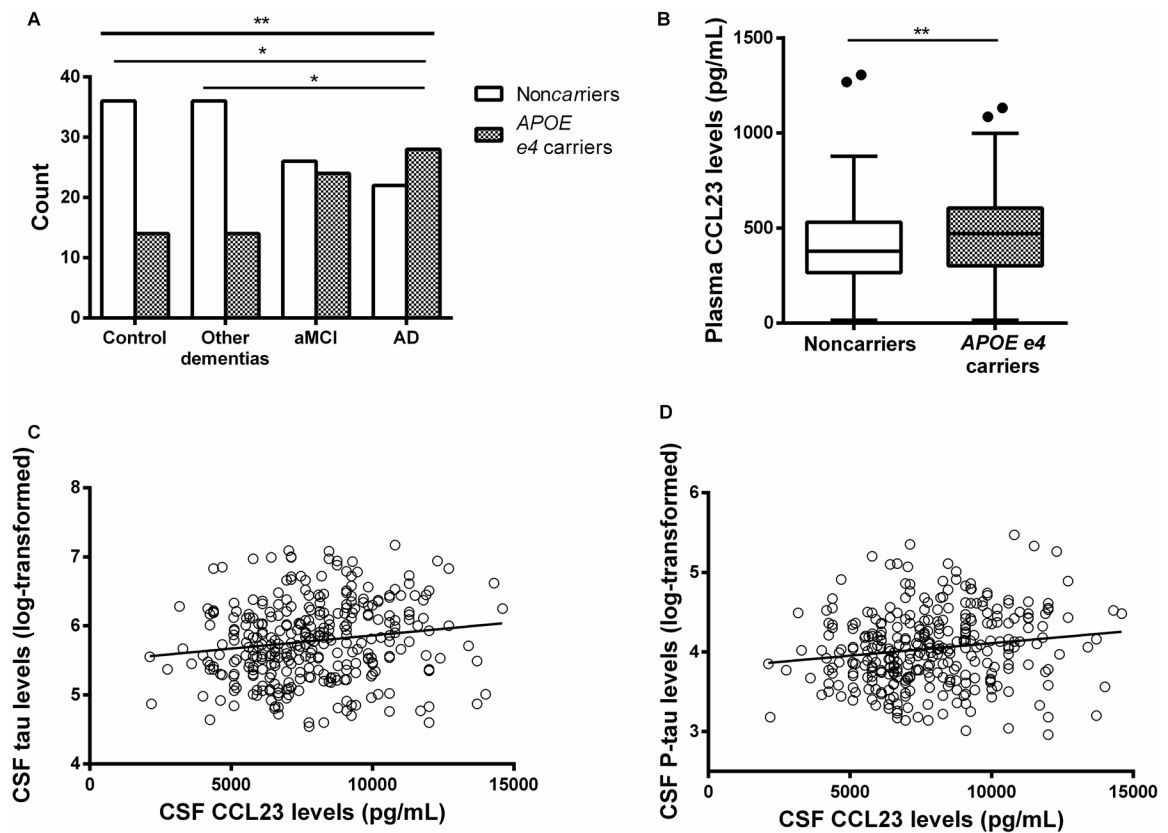 A
**
*
*
40
30
20
10
0
Count
Control
Other
dementias
aMCI
AD
Noncarriers
APOE
e4 carriers
B
**
1500
1000
500
0
Plasma CCL23 levels (pg/mL)
Noncarriers
APOE e4
carriers
C
8
7
6
5
4
CSF tau levels (log-transformed)
0
5000
10000
15000
CSF CCL23 levels (pg/mL)
D
6
5
4
3
CSF P-tau levels (log-transformed)
0
5000
10000
15000
CSF CCL23 levels (pg/mL)